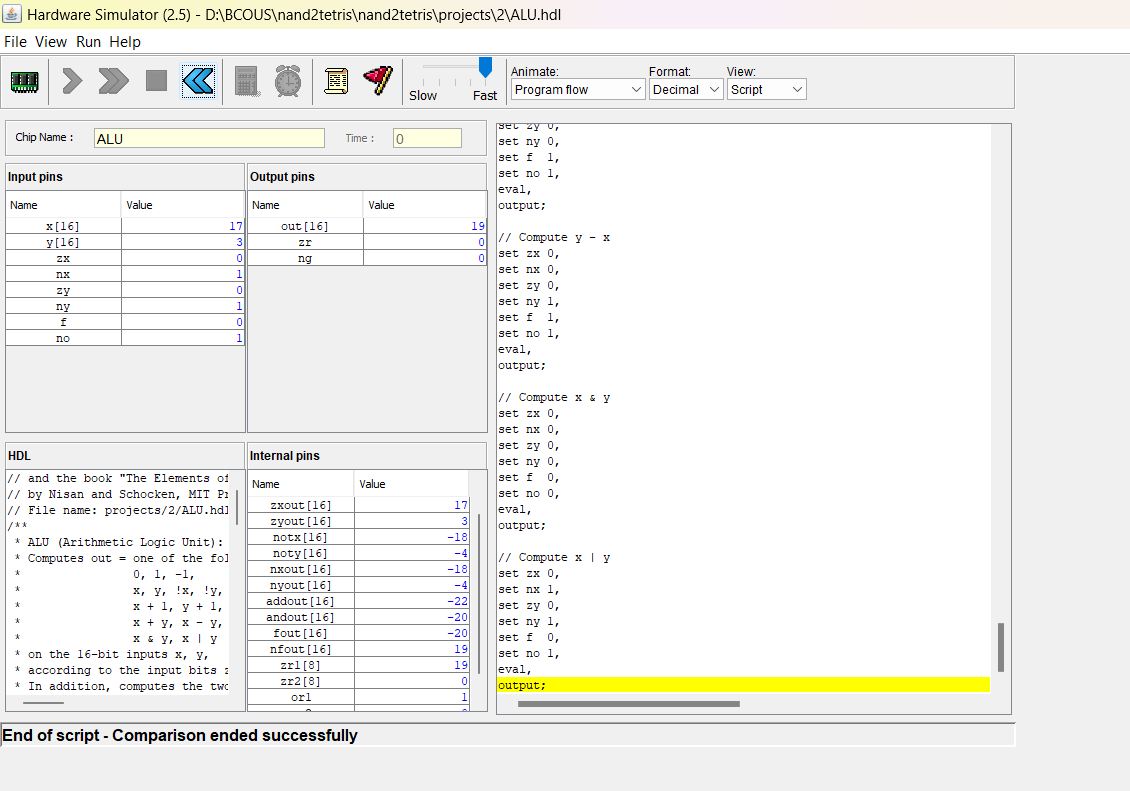 Hardware Simulator (2.5) - D:\BCOUS\nand2tetris\nand2tetris\projects\2\ALU.hdl
File View Run Help
Slow Fast
Animate: Format: View:
Program flow Decimal Script
Chip Name : ALU Time : 0
Input pins
Name Value
x[16] 17
y[16] 3
zx 0
nx 1
zy 0
ny 1
f 0
no 1
Output pins
Name Value
out[16] 19
zr 0
ng 0
HDL
// and the book "The Elements of
// by Nisan and Schocken, MIT Pr
// File name: projects/2/ALU.hdl
/**
* ALU (Arithmetic Logic Unit):
* Computes out = one of the fol
* 0, 1, -1,
* x, y, !x, !y,
* x + 1, y + 1,
* x + y, x - y,
* x & y, x | y
* on the 16-bit inputs x, y,
* according to the input bits z
* In addition, computes the two
Internal pins
Name Value
zxout[16] 17
zyout[16] 3
notx[16] -18
noty[16] -4
nxout[16] -18
nyout[16] -4
addout[16] -22
andout[16] -20
fout[16] -20
nfout[16] 19
zr1[8] 19
zr2[8] 0
or1 1
set zy 0,
set ny 0,
set f 1,
set no 1,
eval,
output;
// Compute y - x
set zx 0,
set nx 0,
set zy 0,
set ny 1,
set f 1,
set no 1,
eval,
output;
// Compute x & y
set zx 0,
set nx 0,
set zy 0,
set ny 0,
set f 0,
set no 0,
eval,
output;
// Compute x | y
set zx 0,
set nx 1,
set zy 0,
set ny 1,
set f 0,
set no 1,
eval,
output;
End of script - Comparison ended successfully